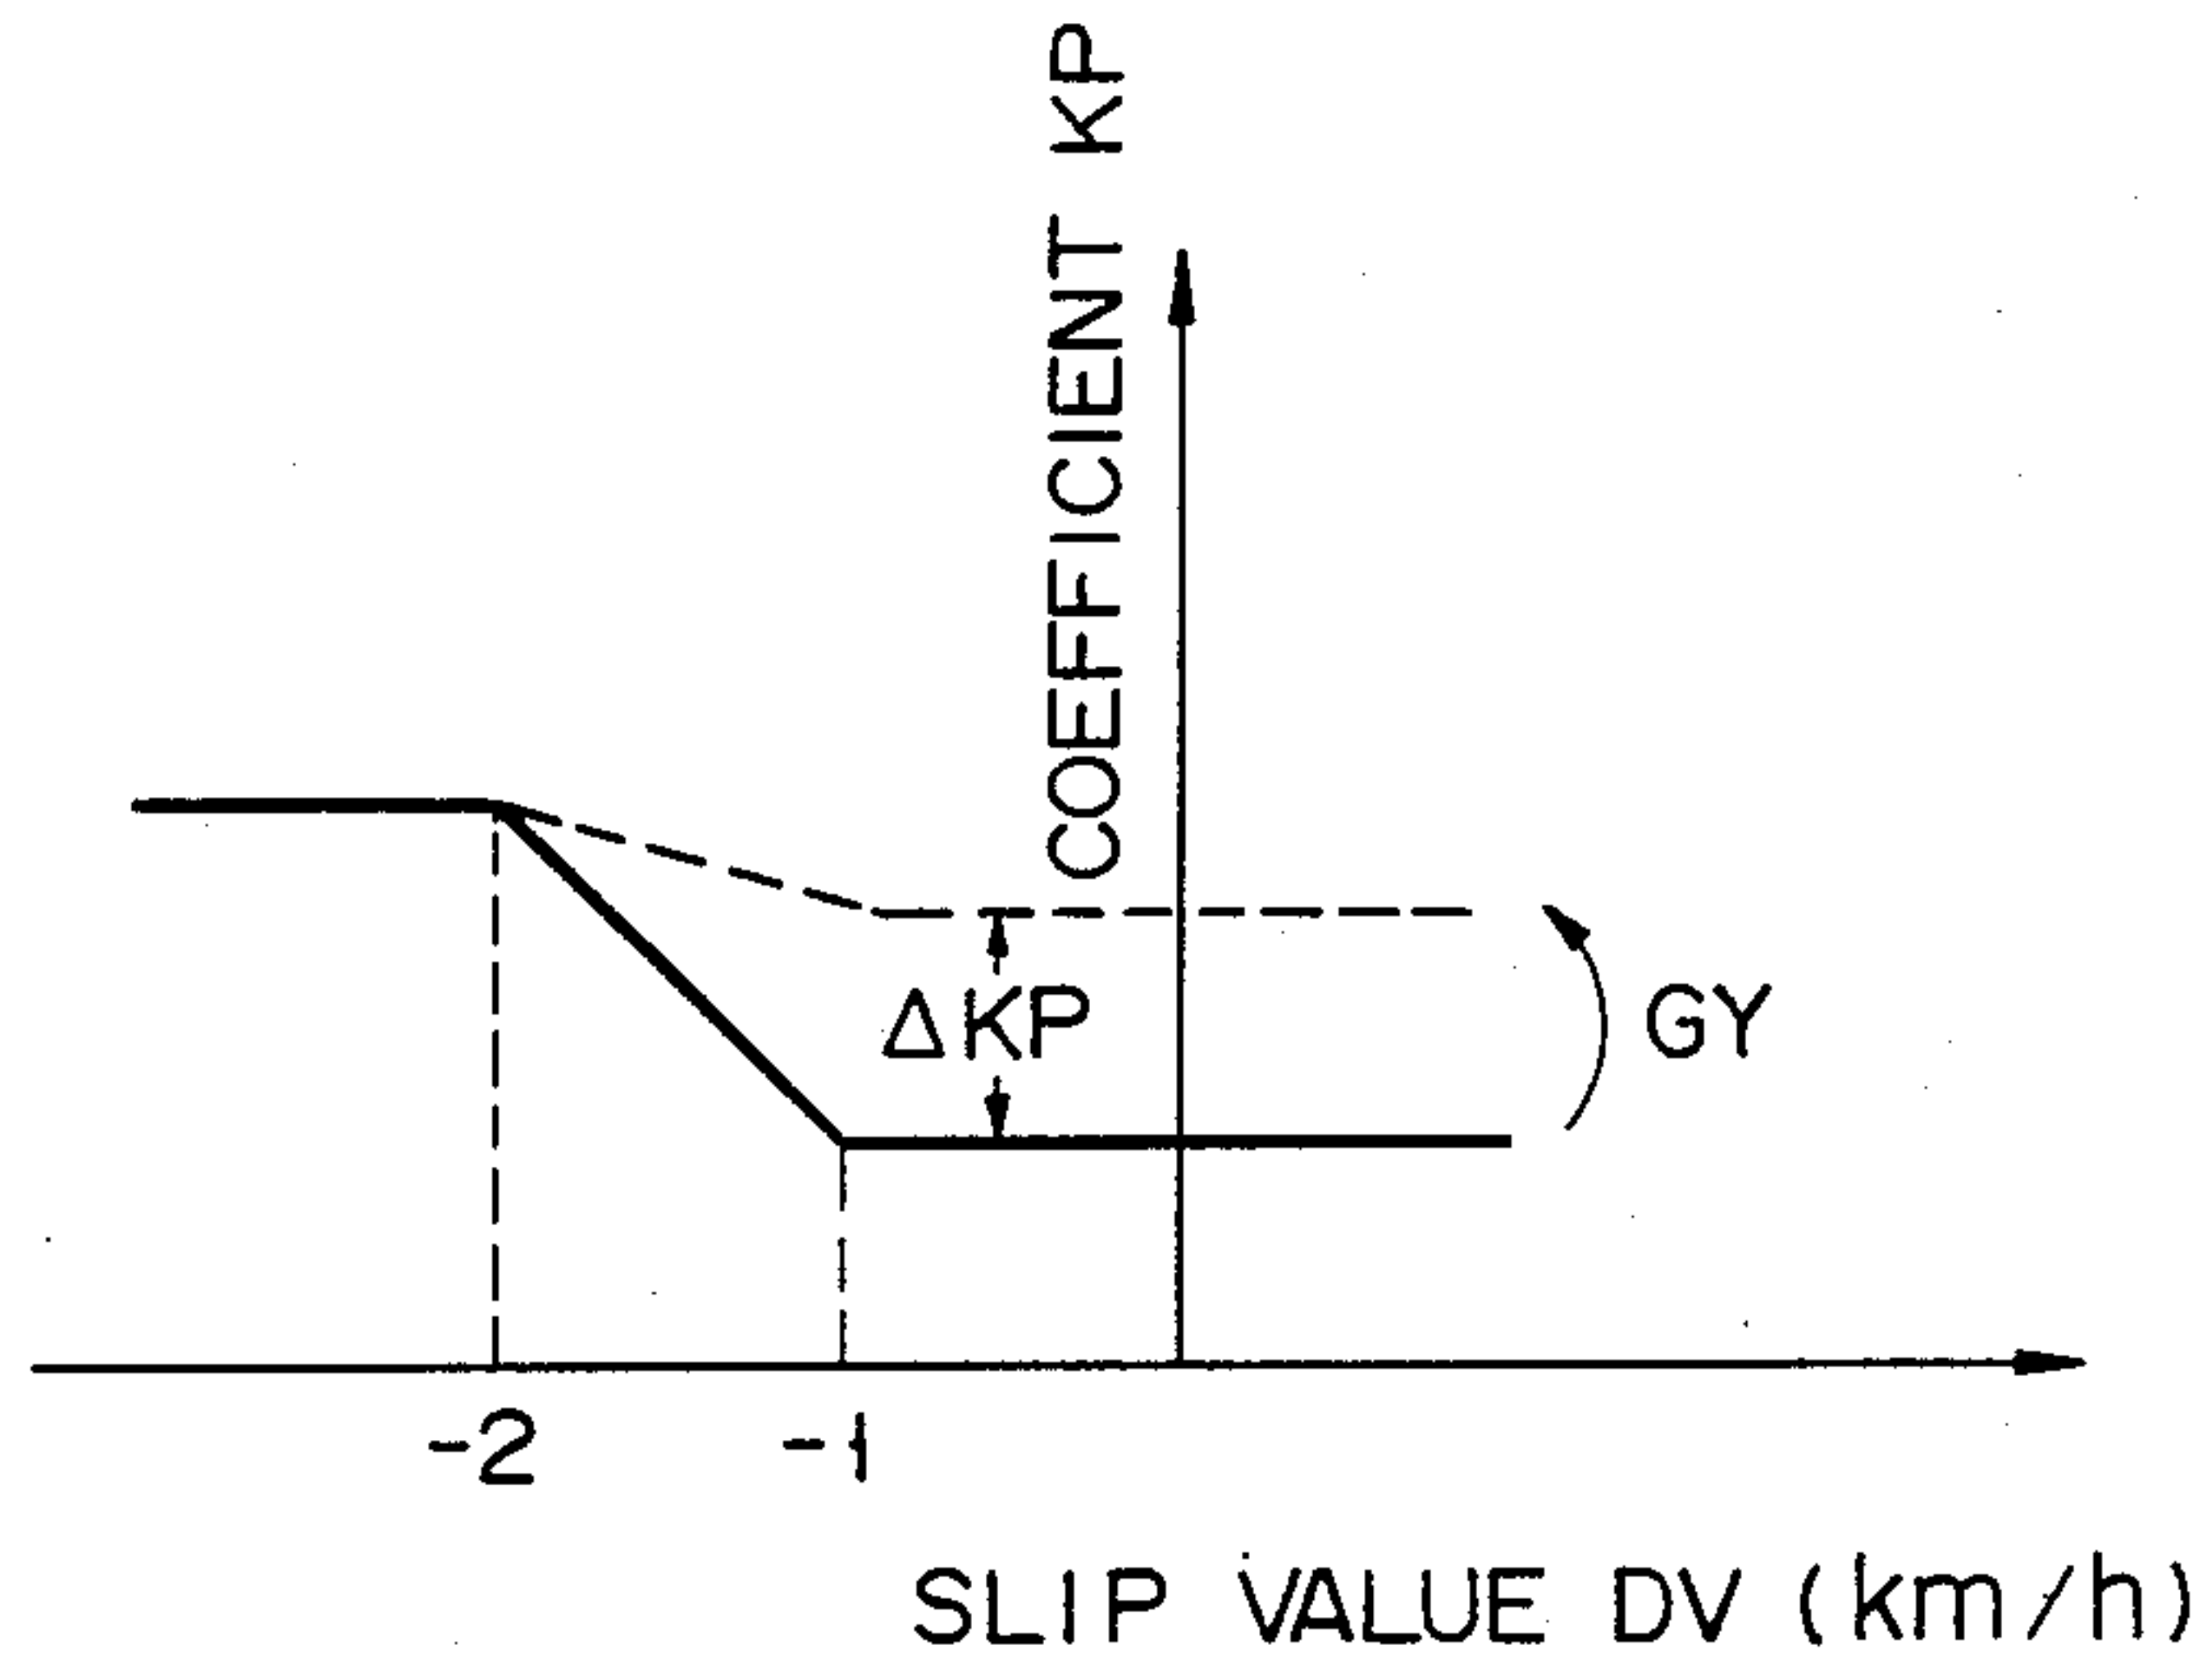 COEFFICIENT KP
ΔKP
GY
-2
-1
SLIP VALUE DV (km/h)